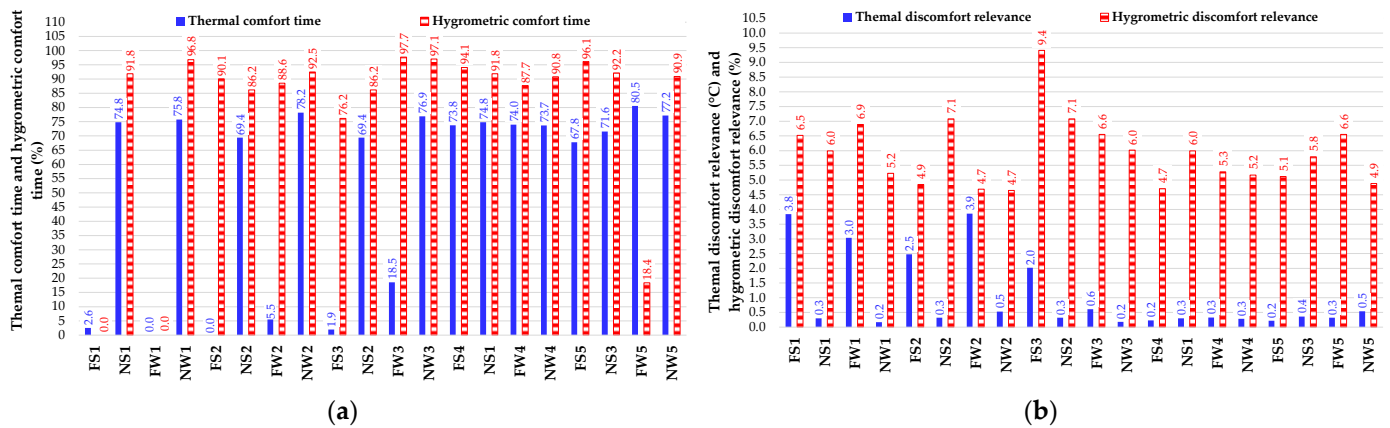 Thermal comfort time
Hygrometric comfort time
Themal comfort time and hygrometric comfort
time (%)
110
105
100
95
90
85
80
75
70
65
60
55
50
45
40
35
30
25
20
15
10
5
0
2.6
0.0
74.8
91.8
0.0
0.0
75.8
96.8
0.0
90.1
69.4
86.2
5.5
88.6
78.2
92.5
1.9
76.2
69.4
86.2
18.5
97.7
76.9
97.1
73.8
94.1
74.8
91.8
74.0
87.7
73.7
90.8
67.8
96.1
71.6
92.2
80.5
18.4
77.2
90.9
FS1
NS1
FW1
NW1
FS2
NS2
FW2
NW2
FS3
NS2
FW3
NW3
FS4
NS1
FW4
NW4
FS5
NS3
FW5
NW5
(a)
Themal discomfort relevance
Hygrometric discomfort relevance
Themal discomfort relevance (°C) and
hygrometric discomfort relevance (%)
10.5
10.0
9.5
9.0
8.5
8.0
7.5
7.0
6.5
6.0
5.5
5.0
4.5
4.0
3.5
3.0
2.5
2.0
1.5
1.0
0.5
0.0
3.8
6.5
0.3
6.0
3.0
6.9
0.2
5.2
2.5
4.9
0.3
7.1
3.9
4.7
0.5
4.7
2.0
9.4
0.3
7.1
0.6
6.6
0.2
6.0
0.2
4.7
0.3
6.0
0.3
5.3
0.3
5.2
0.2
5.1
0.4
5.8
0.3
6.6
0.5
4.9
FS1
NS1
FW1
NW1
FS2
NS2
FW2
NW2
FS3
NS2
FW3
NW3
FS4
NS1
FW4
NW4
FS5
NS3
FW5
NW5
(b)